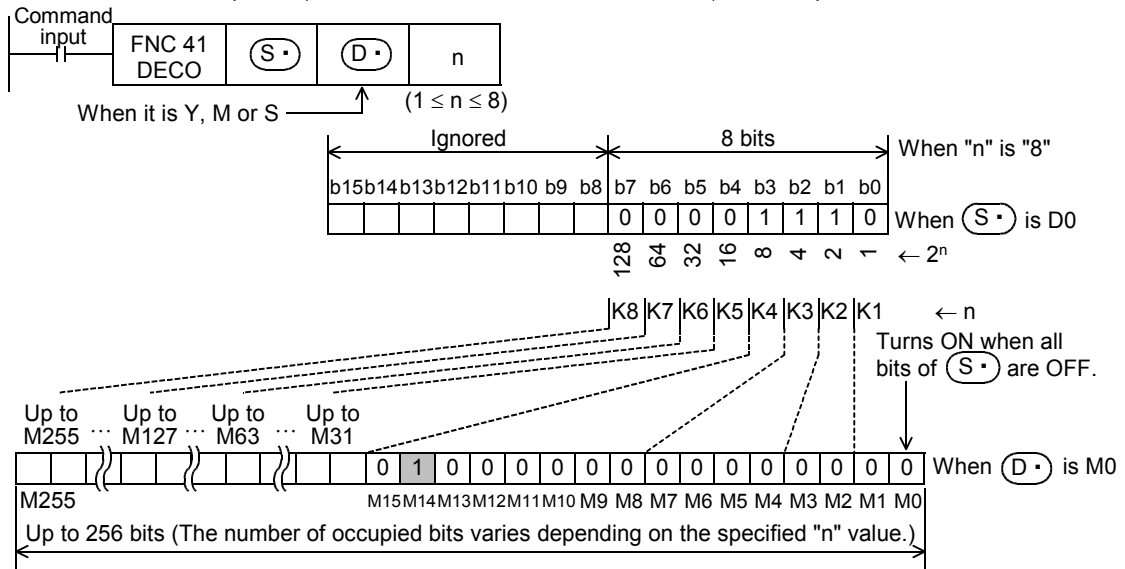 Command
input
FNC 41
DECO
S·
D·
n
When it is Y, M or S
(1 ≤ n ≤ 8)
Ignored
8 bits
When "n" is "8"
b15 b14 b13 b12 b11 b10 b9 b8 b7 b6 b5 b4 b3 b2 b1 b0
0 0 0 0 1 1 1 0
When S· is D0
128 64 32 16 8 4 2 1 ← 2ⁿ
K8 K7 K6 K5 K4 K3 K2 K1 ← n
Turns ON when all
bits of S· are OFF.
Up to
M255
...
Up to
M127
...
Up to
M63
...
Up to
M31
0 1 0 0 0 0 0 0 0 0 0 0 0 0 0 0
When D· is M0
M255 M15 M14 M13 M12 M11 M10 M9 M8 M7 M6 M5 M4 M3 M2 M1 M0
Up to 256 bits (The number of occupied bits varies depending on the specified "n" value.)